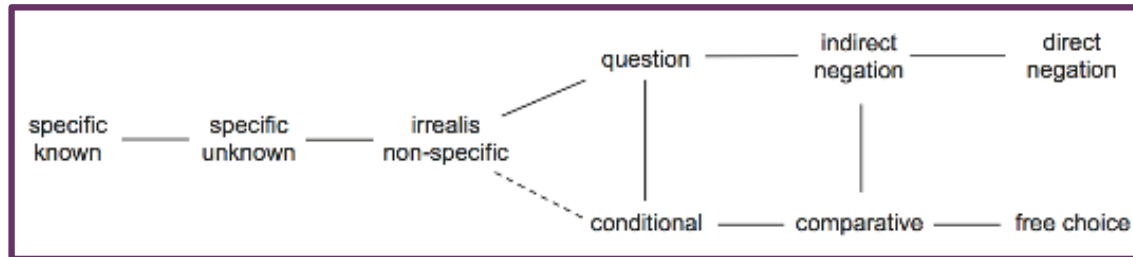 question
indirect
negation
direct
negation
specific
known
specific
unknown
irrealis
non-specific
conditional
comparative
free choice